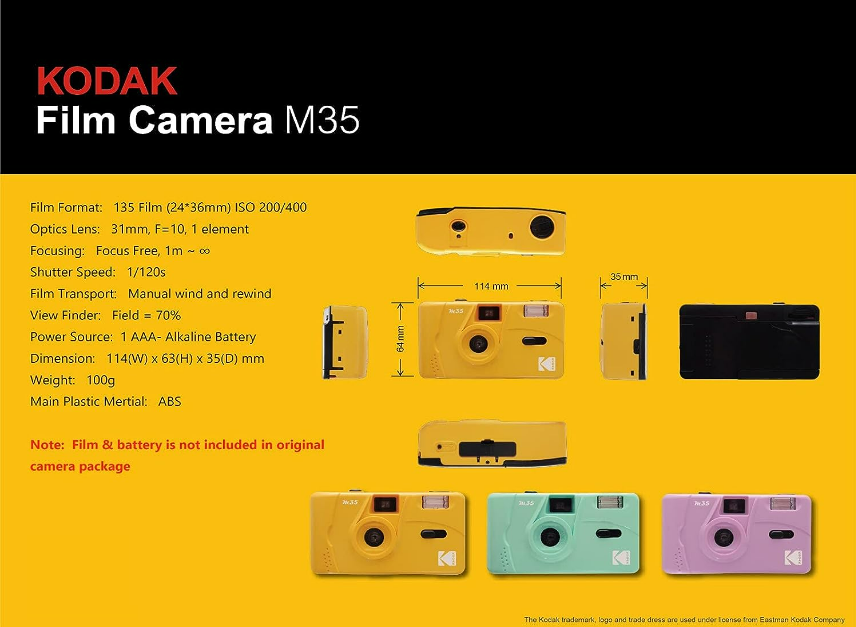 KODAK
Film Camera M35
Film Format: 135 Film (24*36mm) ISO 200/400
Optics Lens: 31mm, F=10, 1 element
Focusing: Focus Free, 1m ~ ∞
Shutter Speed: 1/120s
Film Transport: Manual wind and rewind
View Finder: Field = 70%
Power Source: 1 AAA- Alkaline Battery
Dimension: 114(W) x 63(H) x 35(D) mm
Weight: 100g
Main Plastic Mertial: ABS
Note: Film & battery is not included in original
camera package
114 mm
35 mm
64 mm
M35
M35
M35
M35
The Kodak trademark, logo and trade dress are used under license from Eastman Kodak Company